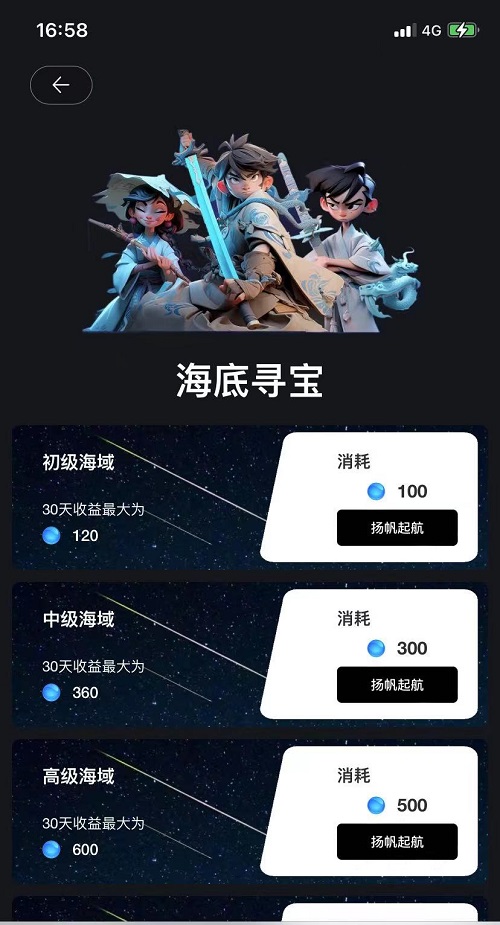 16:58
4G
海底寻宝
初级海域
30天收益最大为
120
消耗
100
扬帆起航
中级海域
30天收益最大为
360
消耗
300
扬帆起航
高级海域
30天收益最大为
600
消耗
500
扬帆起航